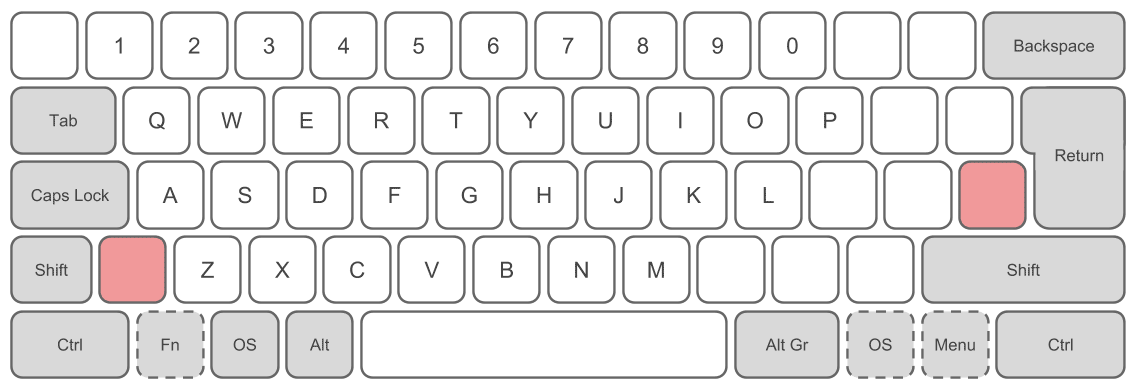 1 2 3 4 5 6 7 8 9 0 Backspace
Tab Q W E R T Y U I O P
Return
Caps Lock A S D F G H J K L
Shift Z X C V B N M Shift
Ctrl Fn OS Alt Alt Gr OS Menu Ctrl